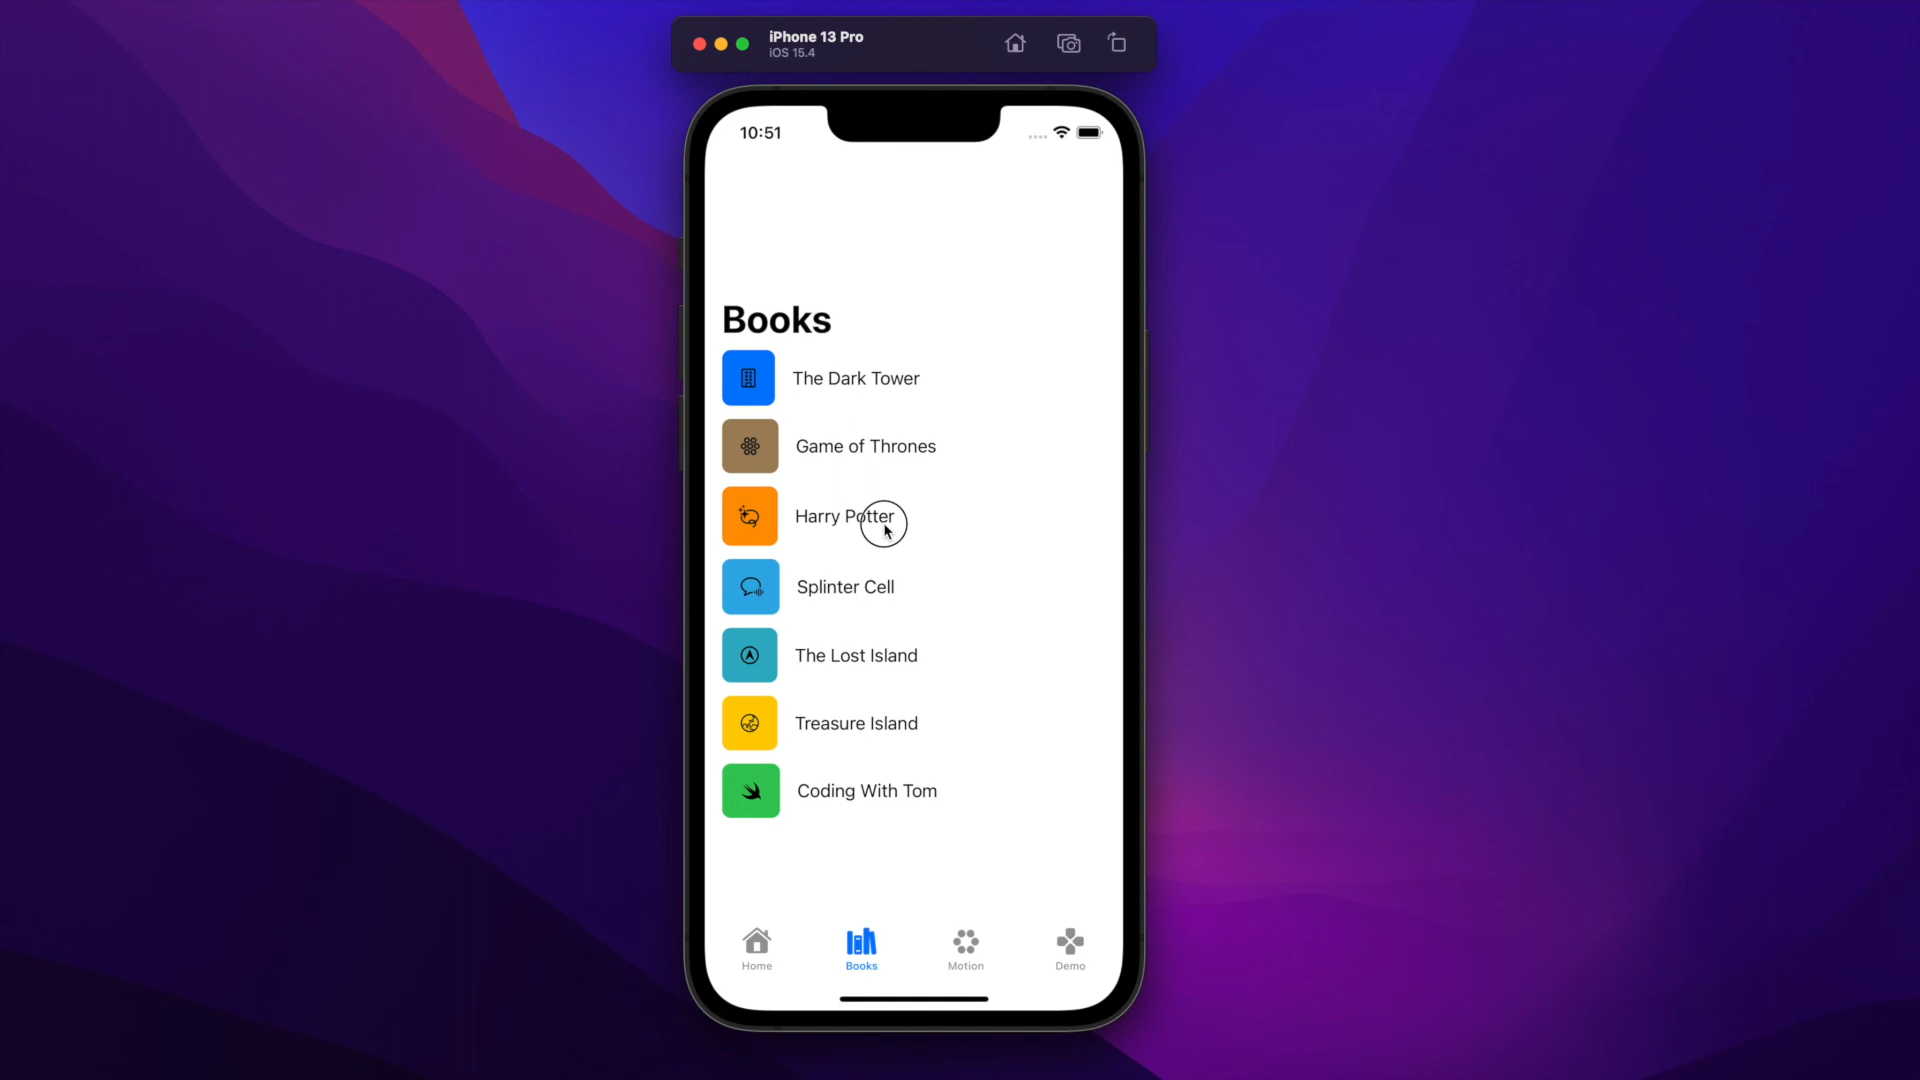 iPhone 13 Pro
iOS 15.4
10:51
Books
The Dark Tower
Game of Thrones
Harry Potter
Splinter Cell
The Lost Island
Treasure Island
Coding With Tom
Home
Books
Motion
Demo